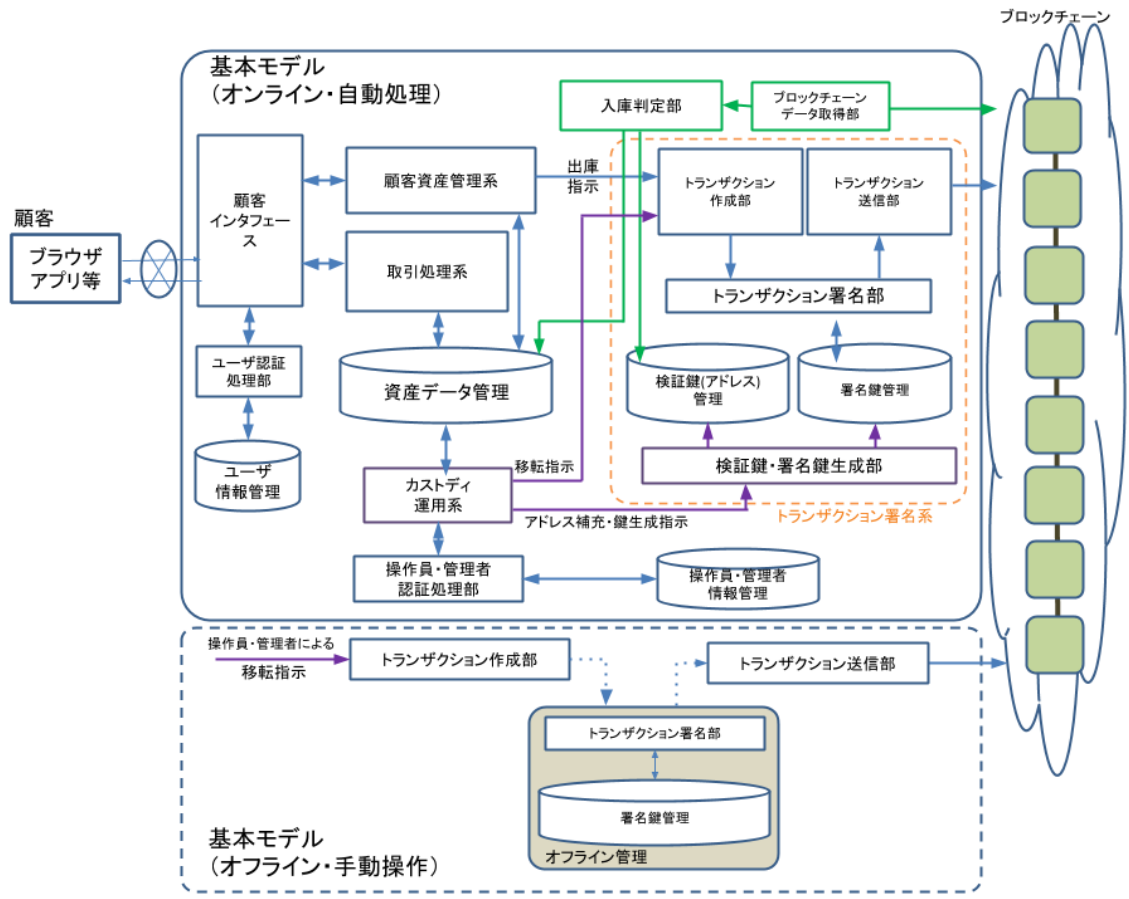 ブロックチェーン
基本モデル
（オンライン・自動処理）
入庫判定部
ブロックチェーン
データ取得部
顧客
ブラウザ
アプリ等
顧客
インタフェー
ス
顧客資産管理系
出庫
指示
トランザクション
作成部
トランザクション
送信部
取引処理系
トランザクション署名部
ユーザ認証
処理部
資産データ管理
検証鍵(アドレス)
管理
署名鍵管理
ユーザ
情報管理
移転指示
カストディ
運用系
検証鍵・署名鍵生成部
アドレス補充・鍵生成指示
トランザクション署名系
操作員・管理者
認証処理部
操作員・管理者
情報管理
操作員・管理者による
移転指示
トランザクション作成部
トランザクション送信部
トランザクション署名部
署名鍵管理
オフライン管理
基本モデル
（オフライン・手動操作）